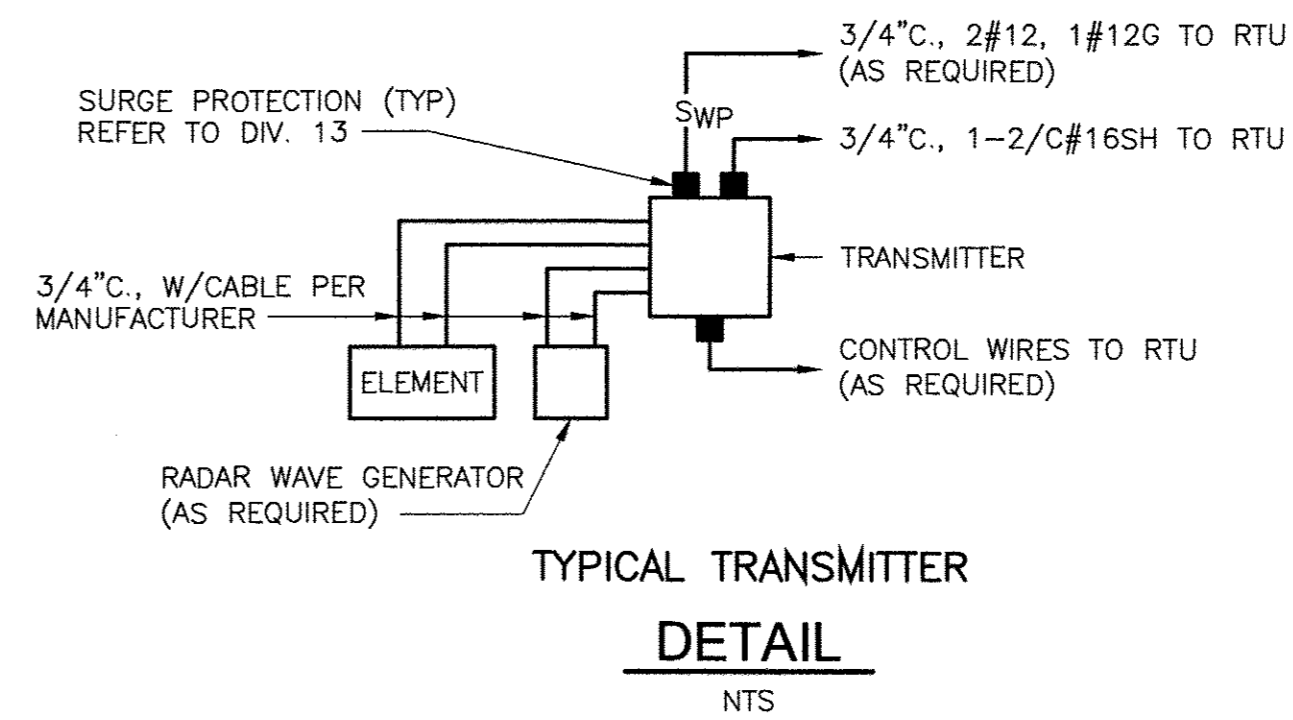 3/4"C., 2#12, 1#12G TO RTU
(AS REQUIRED)
SURGE PROTECTION (TYP)
REFER TO DIV. 13
SWP
3/4"C., 1-2/C#16SH TO RTU
TRANSMITTER
3/4"C., W/CABLE PER
MANUFACTURER
CONTROL WIRES TO RTU
(AS REQUIRED)
ELEMENT
RADAR WAVE GENERATOR
(AS REQUIRED)
TYPICAL TRANSMITTER
DETAIL
NTS